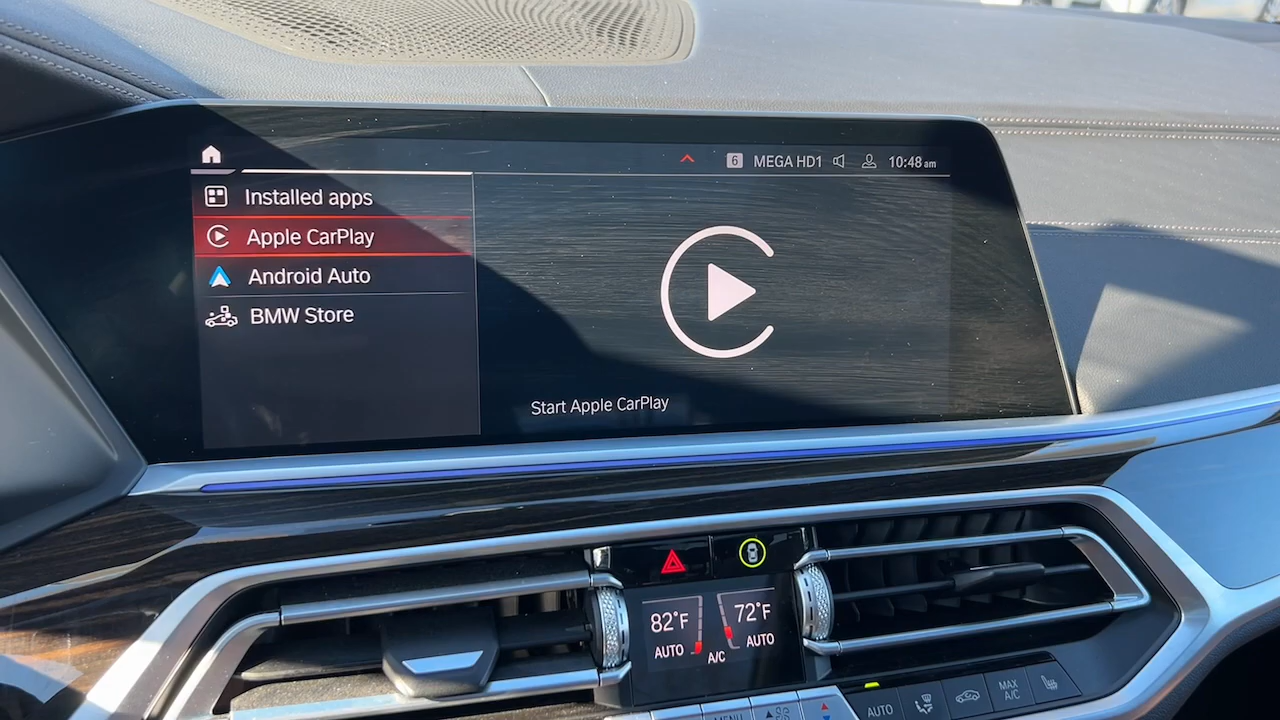 6 MEGA HD1 10:48 am
Installed apps
Apple CarPlay
Android Auto
BMW Store
Start Apple CarPlay
82°F 72°F
AUTO A/C AUTO
AUTO MAX A/C
MENU